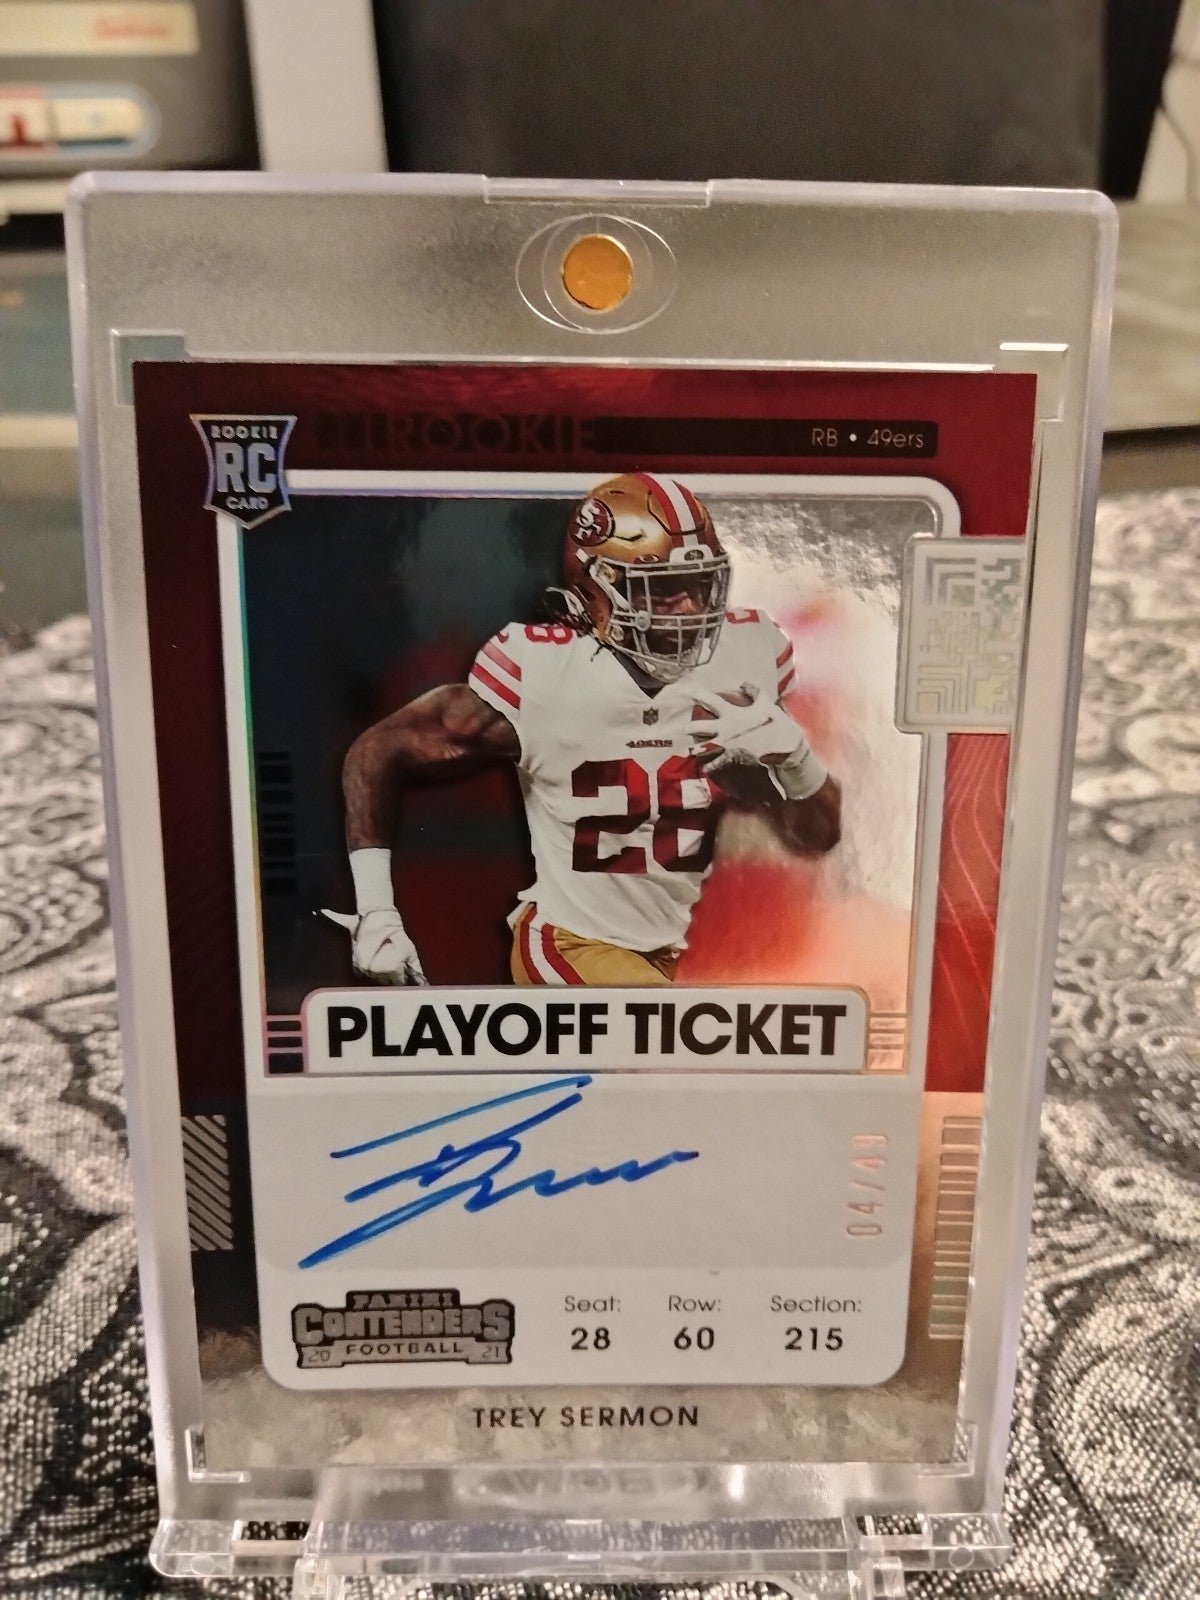 ROOKIE
RC
CARD
ROOKIE
RB • 49ers
28
49ERS
28
PLAYOFF TICKET
04/49
PANINI
CONTENDERS
20 FOOTBALL 21
Seat: Row: Section:
28 60 215
TREY SERMON